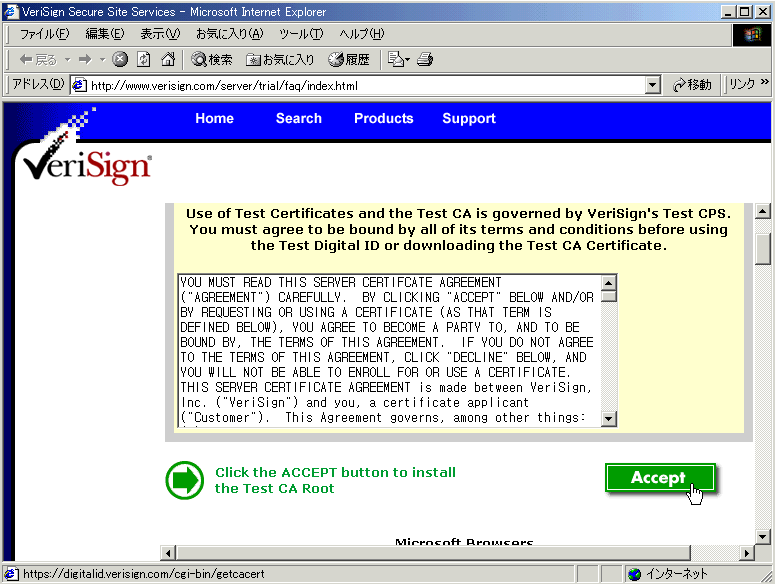 VeriSign Secure Site Services - Microsoft Internet Explorer
ファイル(F) 編集(E) 表示(V) お気に入り(A) ツール(T) ヘルプ(H)
戻る 検索 お気に入り 履歴
アドレス(D) http://www.verisign.com/server/trial/faq/index.html 移動 リンク »
Home Search Products Support
VeriSign®
Use of Test Certificates and the Test CA is governed by VeriSign's Test CPS.
You must agree to be bound by all of its terms and conditions before using
the Test Digital ID or downloading the Test CA Certificate.
YOU MUST READ THIS SERVER CERTIFCATE AGREEMENT
("AGREEMENT") CAREFULLY. BY CLICKING "ACCEPT" BELOW AND/OR
BY REQUESTING OR USING A CERTIFICATE (AS THAT TERM IS
DEFINED BELOW), YOU AGREE TO BECOME A PARTY TO, AND TO BE
BOUND BY, THE TERMS OF THIS AGREEMENT. IF YOU DO NOT AGREE
TO THE TERMS OF THIS AGREEMENT, CLICK "DECLINE" BELOW, AND
YOU WILL NOT BE ABLE TO ENROLL FOR OR USE A CERTIFICATE.
THIS SERVER CERTIFICATE AGREEMENT is made between VeriSign,
Inc. ("VeriSign") and you, a certificate applicant
("Customer"). This Agreement governs, among other things:
Click the ACCEPT button to install
the Test CA Root
Accept
Microsoft Browsers
https://digitalid.verisign.com/cgi-bin/getcacert インターネット